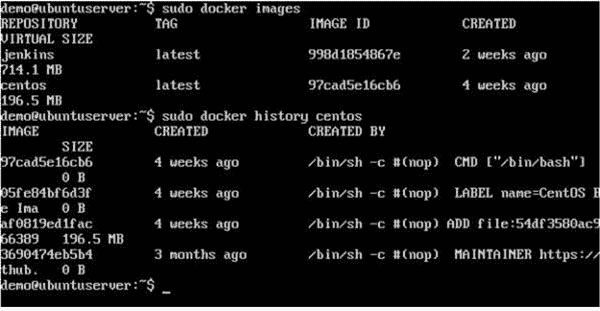 demo@ubuntuserver:~$ sudo docker images
REPOSITORY TAG IMAGE ID CREATED
VIRTUAL SIZE
jenkins latest 998d1854867e 2 weeks ago
714.1 MB
centos latest 97cad5e16cb6 4 weeks ago
196.5 MB
demo@ubuntuserver:~$ sudo docker history centos
IMAGE CREATED CREATED BY
SIZE
97cad5e16cb6 4 weeks ago /bin/sh -c #(nop) CMD ["/bin/bash"]
0 B
05fe84bf6d3f 4 weeks ago /bin/sh -c #(nop) LABEL name=CentOS B
e Ima 0 B
af0819ed1fac 4 weeks ago /bin/sh -c #(nop) ADD file:54df3580ac9
66389 196.5 MB
3690474eb5b4 3 months ago /bin/sh -c #(nop) MAINTAINER https://
thub. 0 B
demo@ubuntuserver:~$ _